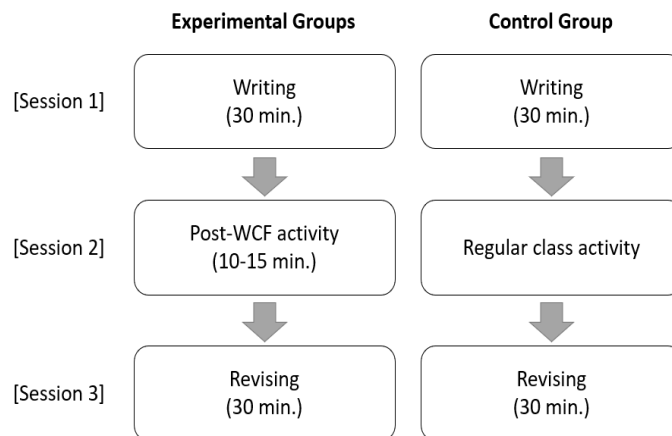 Experimental Groups
Control Group
[Session 1]
Writing
(30 min.)
Writing
(30 min.)
[Session 2]
Post-WCF activity
(10-15 min.)
Regular class activity
[Session 3]
Revising
(30 min.)
Revising
(30 min.)